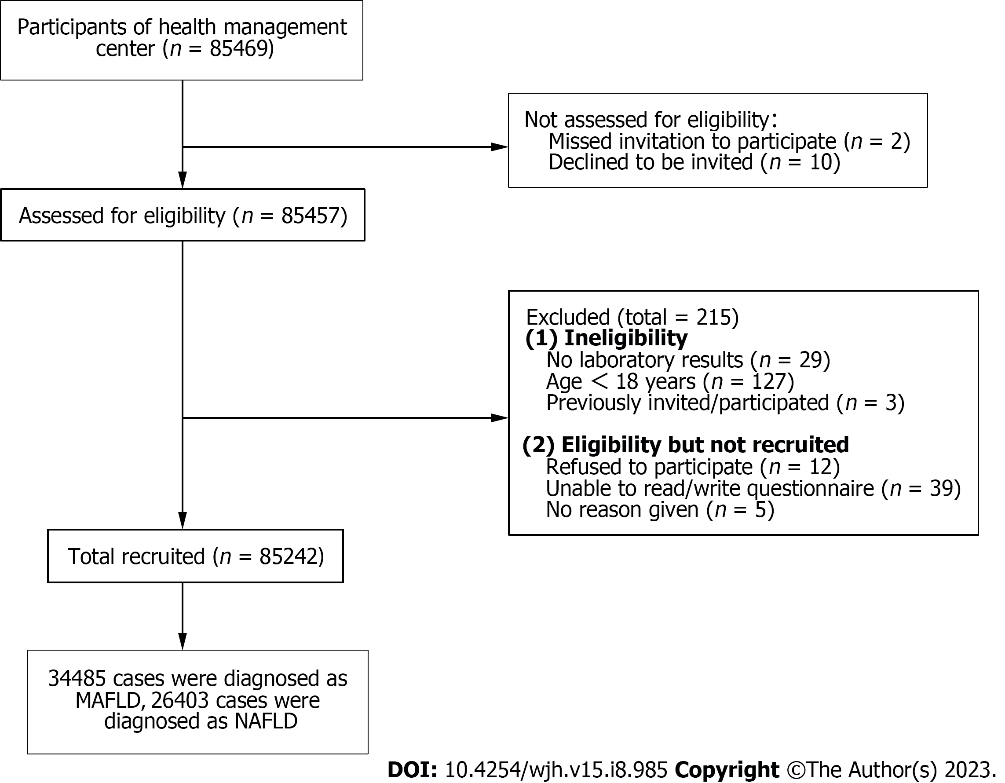 Participants of health management
center (n = 85469)
Not assessed for eligibility:
Missed invitation to participate (n = 2)
Declined to be invited (n = 10)
Assessed for eligibility (n = 85457)
Excluded (total = 215)
(1) Ineligibility
No laboratory results (n = 29)
Age < 18 years (n = 127)
Previously invited/participated (n = 3)
(2) Eligibility but not recruited
Refused to participate (n = 12)
Unable to read/write questionnaire (n = 39)
No reason given (n = 5)
Total recruited (n = 85242)
34485 cases were diagnosed as
MAFLD, 26403 cases were
diagnosed as NAFLD
DOI: 10.4254/wjh.v15.i8.985 Copyright ©The Author(s) 2023.